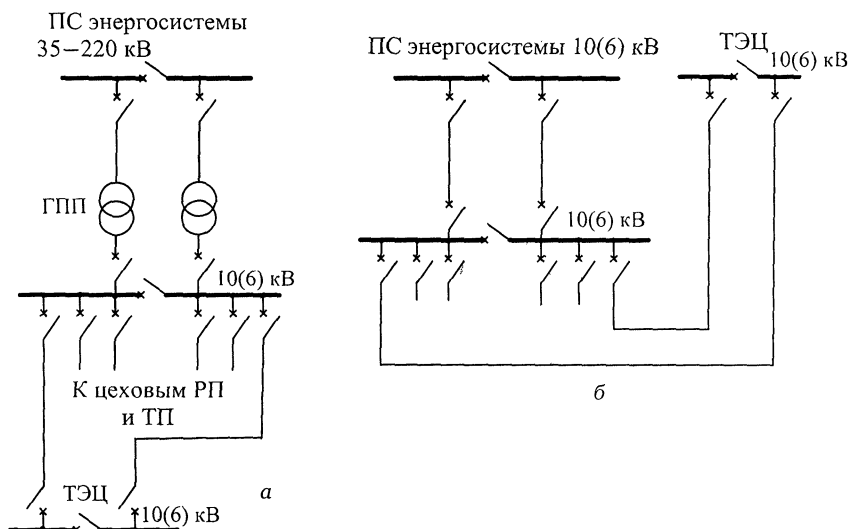 ПС энергосистемы
35–220 кВ
ГПП
10(6) кВ
К цеховым РП
и ТП
ТЭЦ
10(6) кВ
а
ПС энергосистемы 10(6) кВ
ТЭЦ
10(6) кВ
10(6) кВ
б